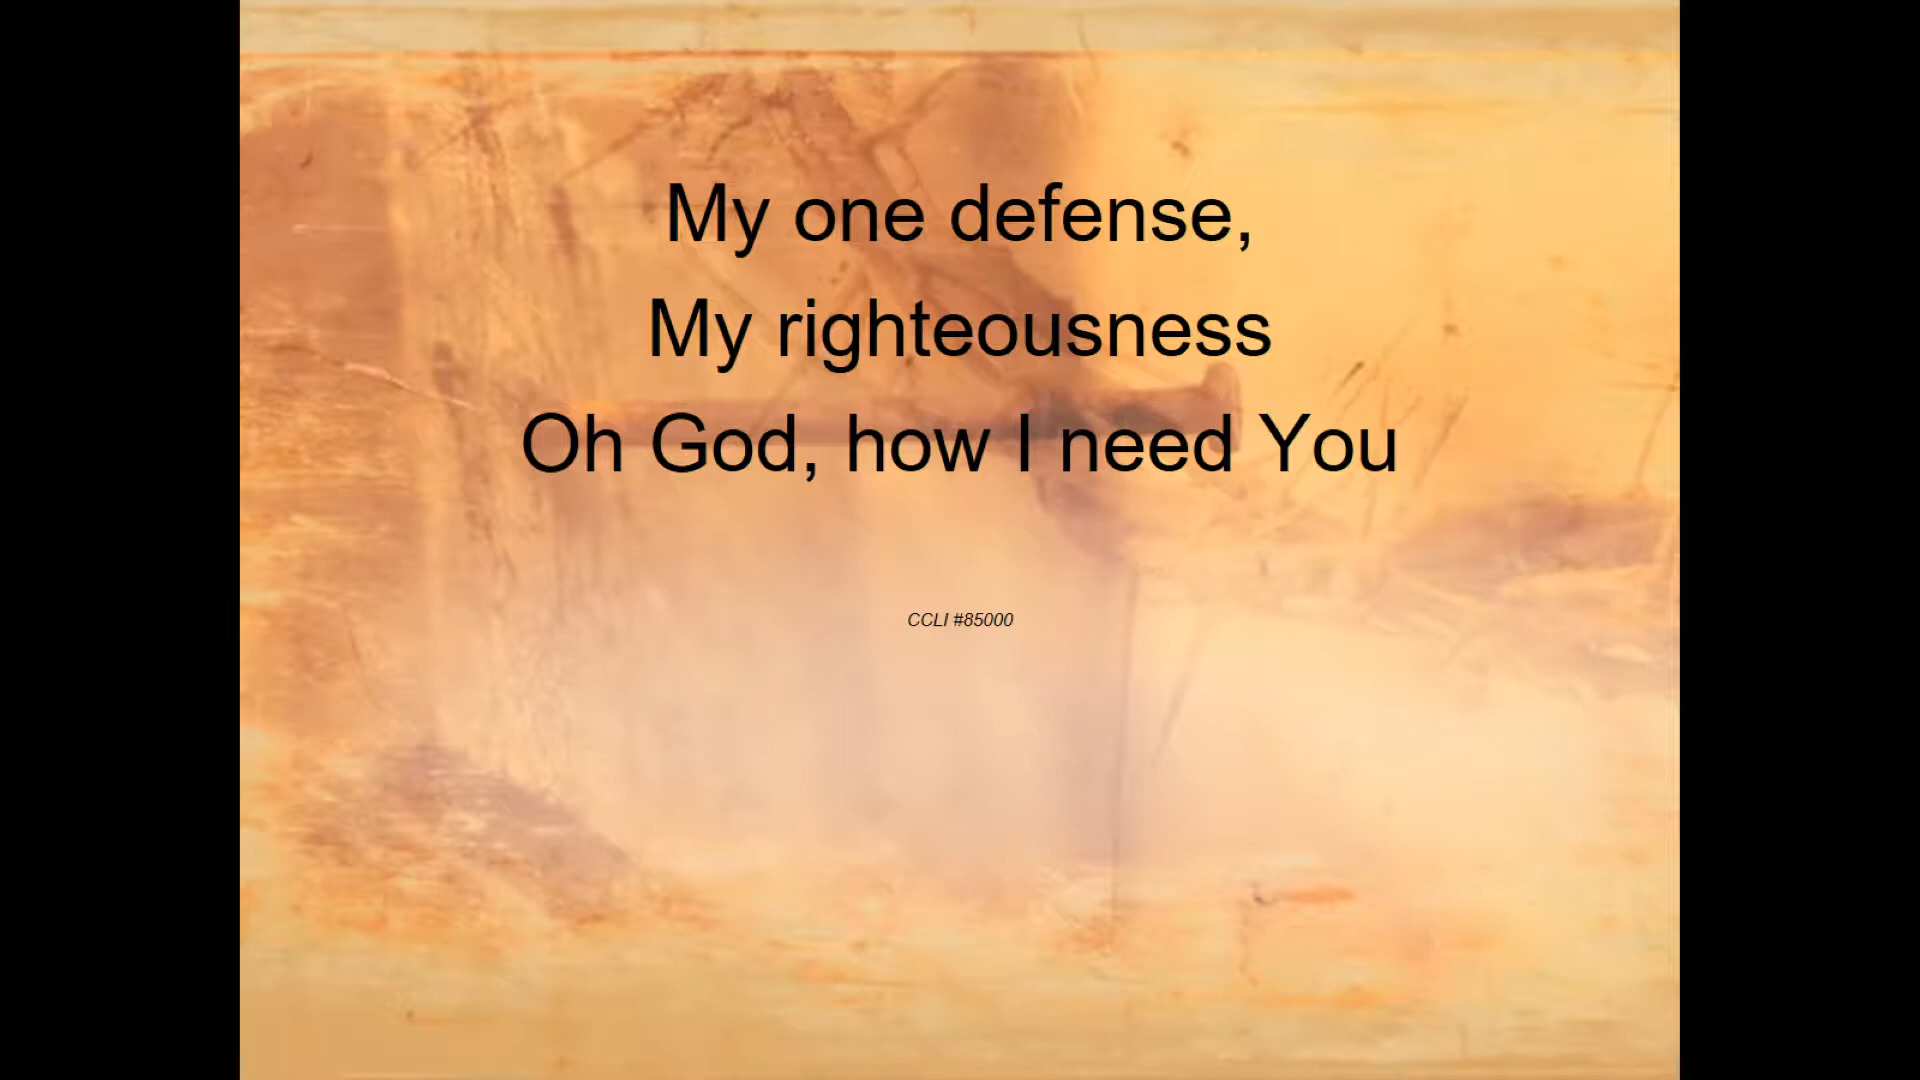 My one defense,
My righteousness
Oh God, how I need You
CCLI #85000